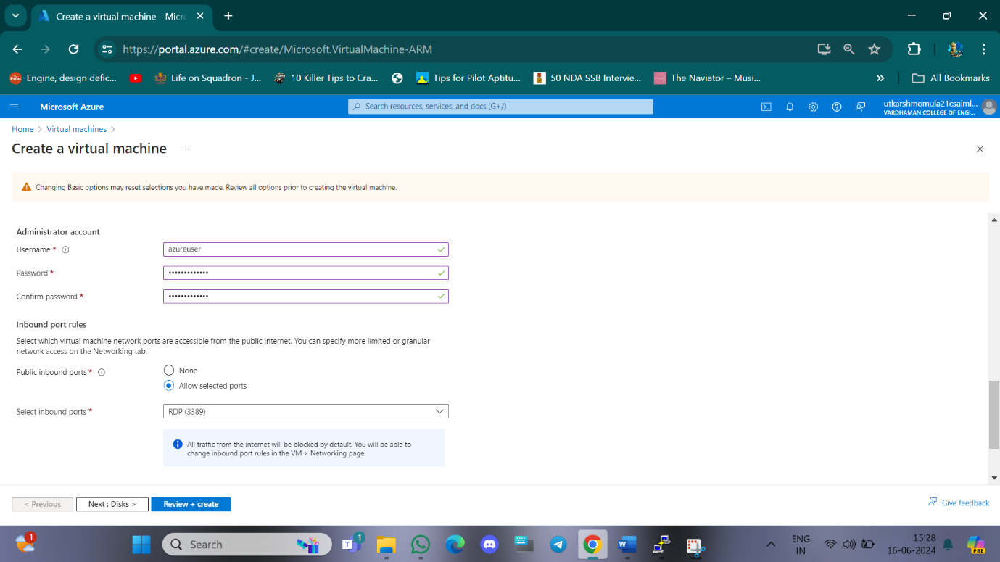 Create a virtual machine - Micr
https://portal.azure.com/#create/Microsoft.VirtualMachine-ARM
Engine, design defic...
Life on Squadron - J...
10 Killer Tips to Cra...
Tips for Pilot Aptitu...
50 NDA SSB Intervie...
The Naviator – Musi...
All Bookmarks
Microsoft Azure
Search resources, services, and docs (G+/)
utkarshmomula21csaiml...
VARDHAMAN COLLEGE OF ENGI...
Home > Virtual machines >
Create a virtual machine ...
Changing Basic options may reset selections you have made. Review all options prior to creating the virtual machine.
Administrator account
Username *
azureuser
Password *
•••••••••••••
Confirm password *
•••••••••••••
Inbound port rules
Select which virtual machine network ports are accessible from the public internet. You can specify more limited or granular
network access on the Networking tab.
Public inbound ports *
None
Allow selected ports
Select inbound ports *
RDP (3389)
All traffic from the internet will be blocked by default. You will be able to
change inbound port rules in the VM > Networking page.
< Previous
Next : Disks >
Review + create
Give feedback
1
Search
1
ENG
IN
15:28
16-06-2024
PRE